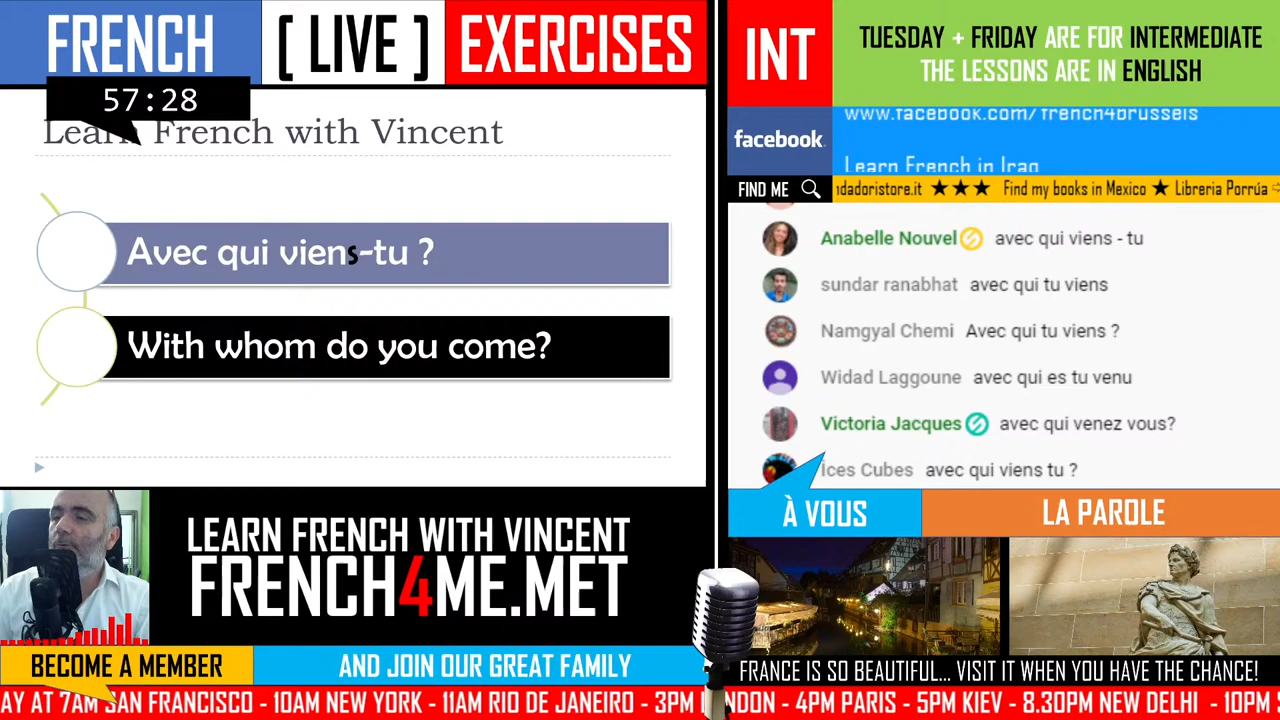 FRENCH [ LIVE ] EXERCISES
57:28
Learn French with Vincent
Avec qui viens-tu ?
With whom do you come?
LEARN FRENCH WITH VINCENT
FRENCH4ME.MET
BECOME A MEMBER
AND JOIN OUR GREAT FAMILY
INT
TUESDAY + FRIDAY ARE FOR INTERMEDIATE
THE LESSONS ARE IN ENGLISH
facebook.
www.facebook.com/french4brussels
Learn French in Iraq
FIND ME
ndadoristore.it ★★★ Find my books in Mexico ★ Libreria Porrúa
Anabelle Nouvel avec qui viens - tu
sundar ranabhat avec qui tu viens
Namgyal Chemi Avec qui tu viens ?
Widad Laggoune avec qui es tu venu
Victoria Jacques avec qui venez vous?
Ices Cubes avec qui viens tu ?
À VOUS
LA PAROLE
FRANCE IS SO BEAUTIFUL... VISIT IT WHEN YOU HAVE THE CHANCE!
AY AT 7AM SAN FRANCISCO - 10AM NEW YORK - 11AM RIO DE JANEIRO - 3PM L NDON - 4PM PARIS - 5PM KIEV - 8.30PM NEW DELHI - 10PM